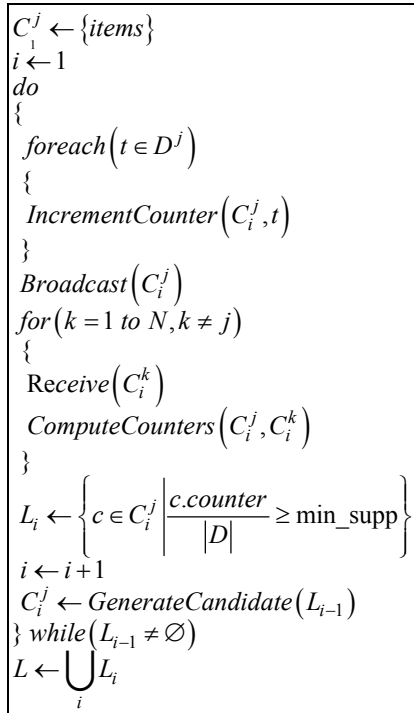 C_1^j ← {items}
i ← 1
do
{
foreach(t ∈ D^j)
{
IncrementCounter(C_i^j, t)
}
Broadcast(C_i^j)
for(k = 1 to N, k ≠ j)
{
Receive(C_i^k)
ComputeCounters(C_i^j, C_i^k)
}
L_i ← {c ∈ C_i^j | c.counter / |D| ≥ min_supp}
i ← i + 1
C_i^j ← GenerateCandidate(L_{i-1})
} while(L_{i-1} ≠ ∅)
L ← ⋃_i L_i